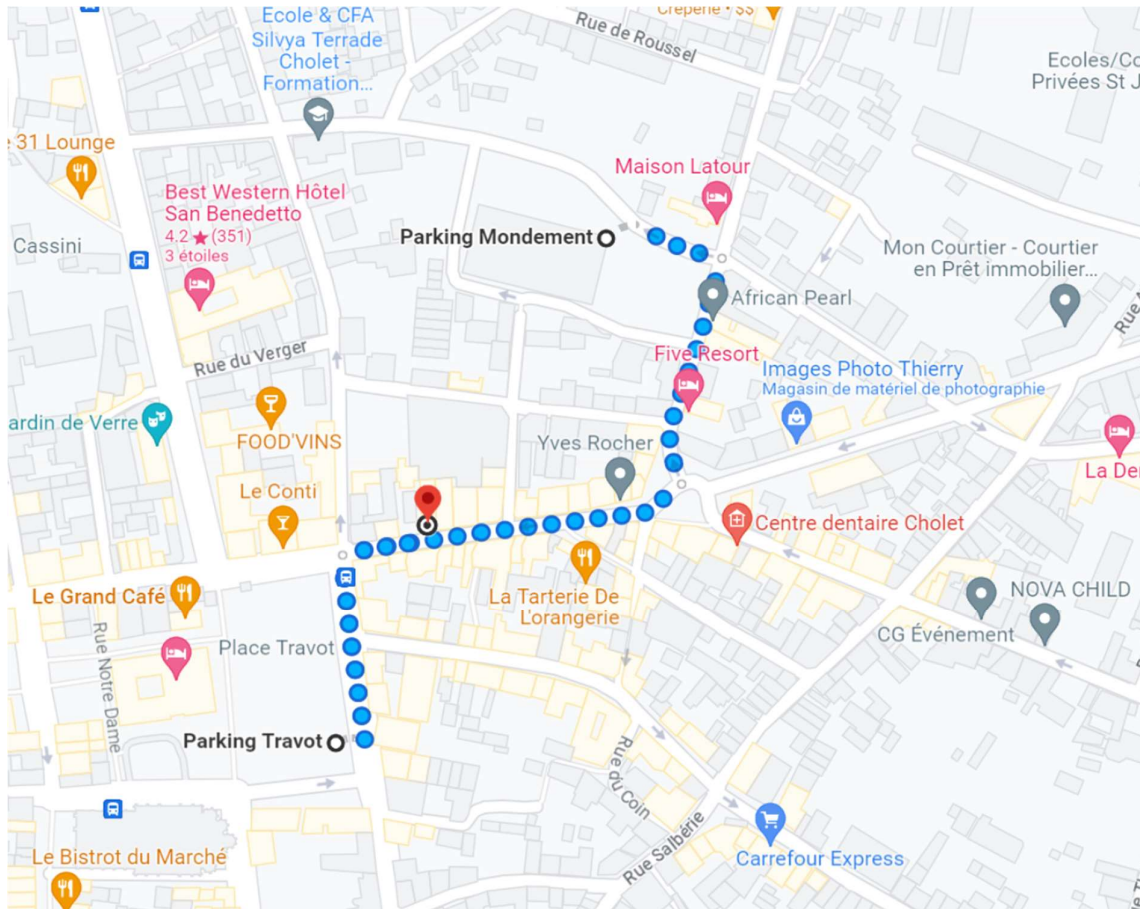 Crêperie · $$
Ecole & CFA
Silvya Terrade
Cholet -
Formation...
Rue de Roussel
Ecoles/Co
Privées St J
31 Lounge
Maison Latour
Best Western Hôtel
San Benedetto
4.2 ★ (351)
3 étoiles
Cassini
Parking Mondement
Mon Courtier - Courtier
en Prêt immobilier...
African Pearl
Rue
Rue du Verger
Five Resort
Images Photo Thierry
Magasin de matériel de photographie
ardin de Verre
FOOD'VINS
Yves Rocher
La De
Le Conti
Centre dentaire Cholet
Le Grand Café
La Tarterie De
L'orangerie
NOVA CHILD
CG Événement
Rue Notre Dame
Place Travot
Parking Travot
Rue du Coin
Rue Salbérie
Le Bistrot du Marché
Carrefour Express